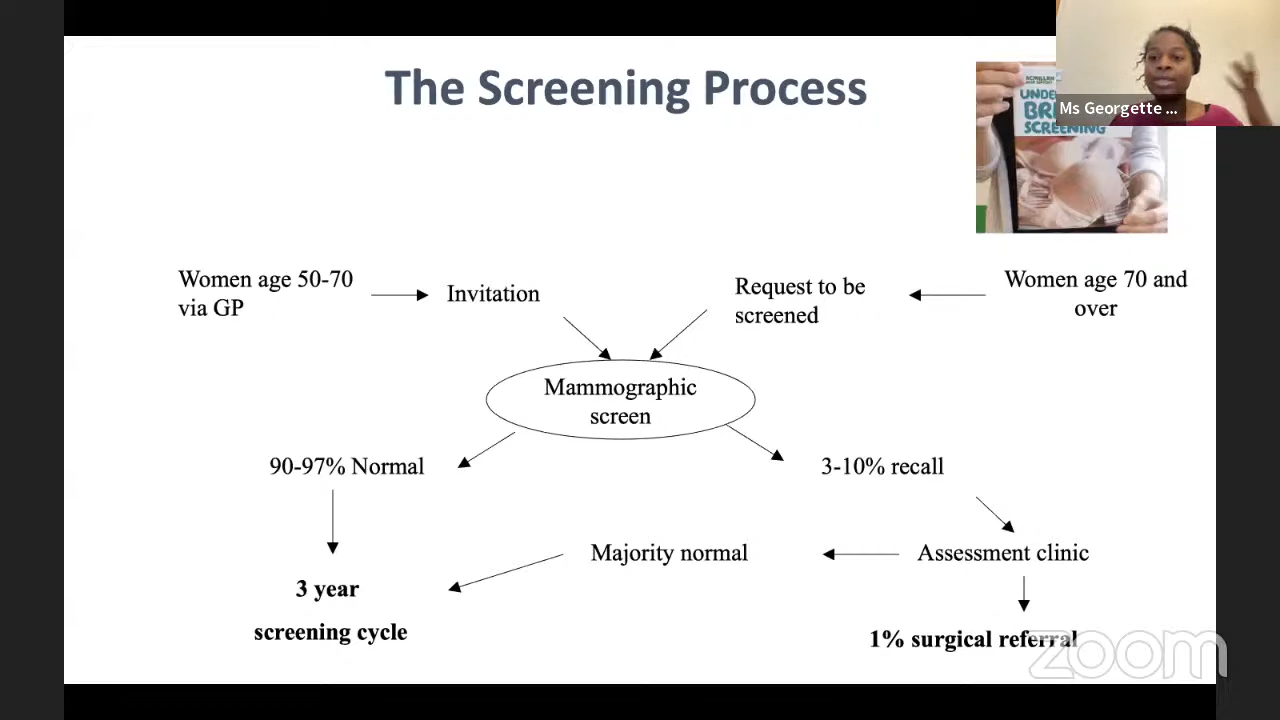 The Screening Process
Ms Georgette ...
BREAST
SCREENING
Women age 50-70
via GP
Invitation
Request to be
screened
Women age 70 and
over
Mammographic
screen
90-97% Normal
3-10% recall
Majority normal
Assessment clinic
3 year
screening cycle
1% surgical referral
zoom